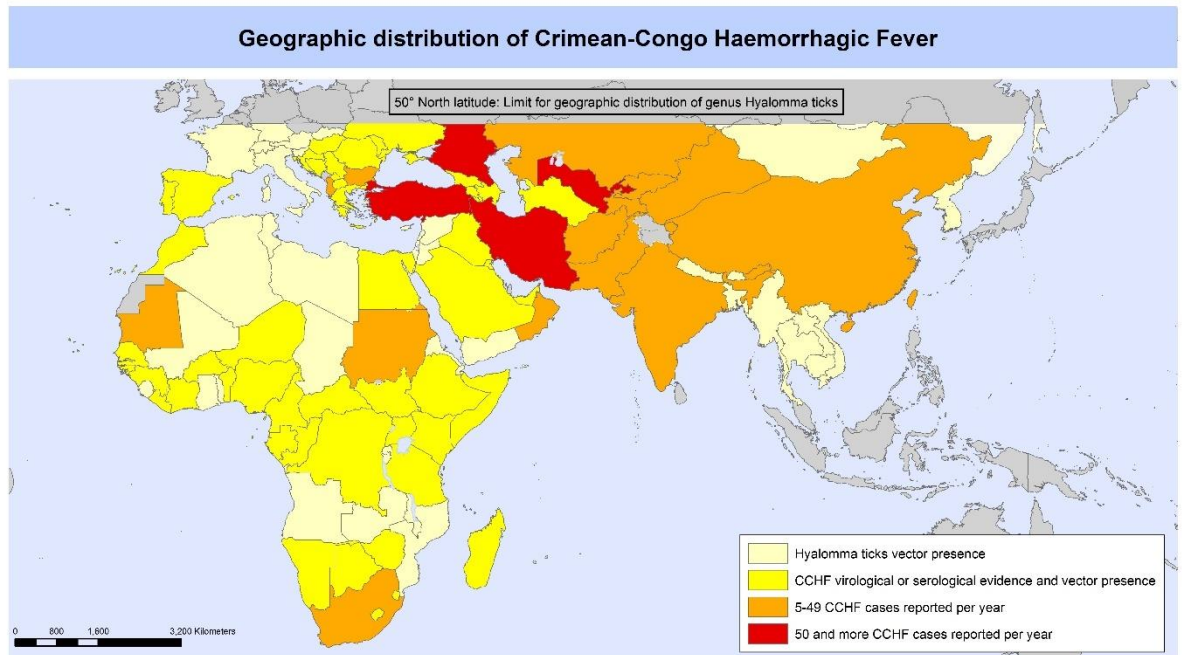 Geographic distribution of Crimean-Congo Haemorrhagic Fever
50° North latitude: Limit for geographic distribution of genus Hyalomma ticks
Hyalomma ticks vector presence
CCHF virological or serological evidence and vector presence
5-49 CCHF cases reported per year
50 and more CCHF cases reported per year
0 800 1,600 3,200 Kilometers